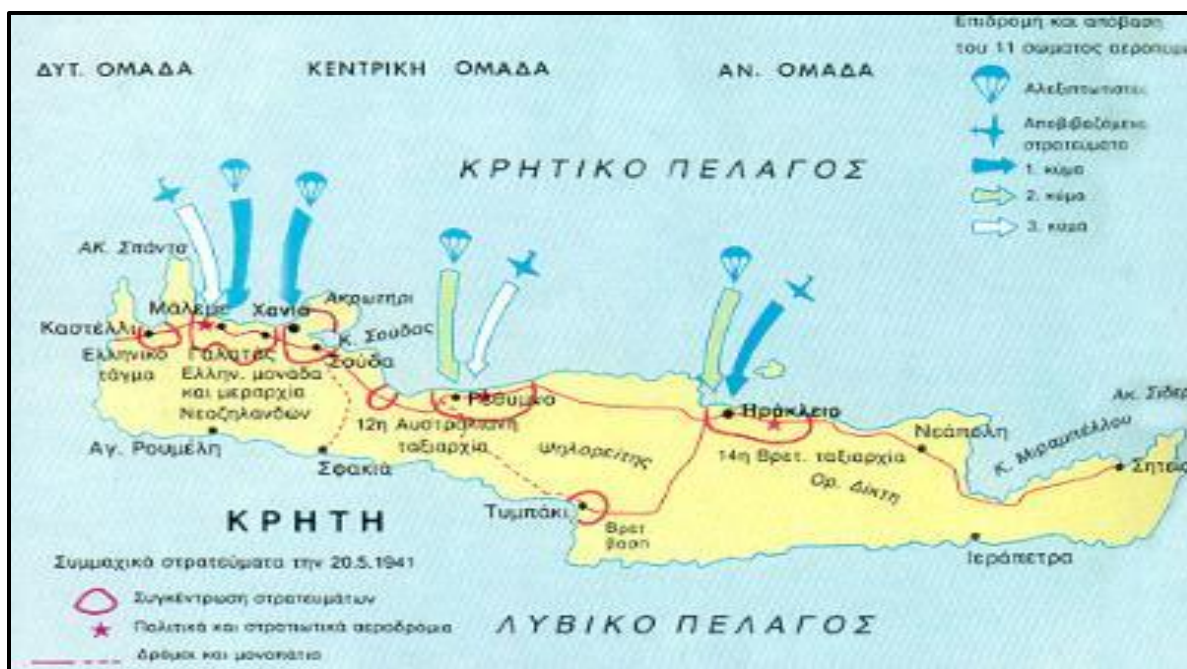 Επιδρομή και απόβαση
του 11 σώματος
ΔΥΤ. ΟΜΑΔΑ
ΚΕΝΤΡΙΚΗ ΟΜΑΔΑ
ΑΝ. ΟΜΑΔΑ
Αλεξιπτωτιστές
Αποβιβαζόμενα
στρατεύματα
1. κύμα
2. κύμα
3. κύμα
ΚΡΗΤΙΚΟ ΠΕΛΑΓΟΣ
ΑΚ. Σπάντα
Μάλεμε
Χανιά
Ακρωτήρι
Καστέλλι
Κ. Σούδας
Ελληνικό
τάγμα
Γαλατάς
Σούδα
Ελλην. μονάδα
και μεραρχία
Νεοζηλανδών
Ρέθυμνο
12η Αυστραλιανή
ταξιαρχία
Αγ. Ρουμέλη
Σφακιά
Ψηλορείτης
Ηράκλειο
14η Βρετ. ταξιαρχία
Νεάπολη
Κ. Μιραμπέλλου
Ακ. Σίδερ
Σητεία
Ορ. Δίκτη
Τυμπάκι
Βρετ
βάση
Ιεράπετρα
ΚΡΗΤΗ
Συμμαχικά στρατεύματα την 20.5.1941
Συγκέντρωση στρατευμάτων
Πολιτικά και στρατιωτικά αεροδρόμια
Δρόμοι και μονοπάτια
ΛΥΒΙΚΟ ΠΕΛΑΓΟΣ